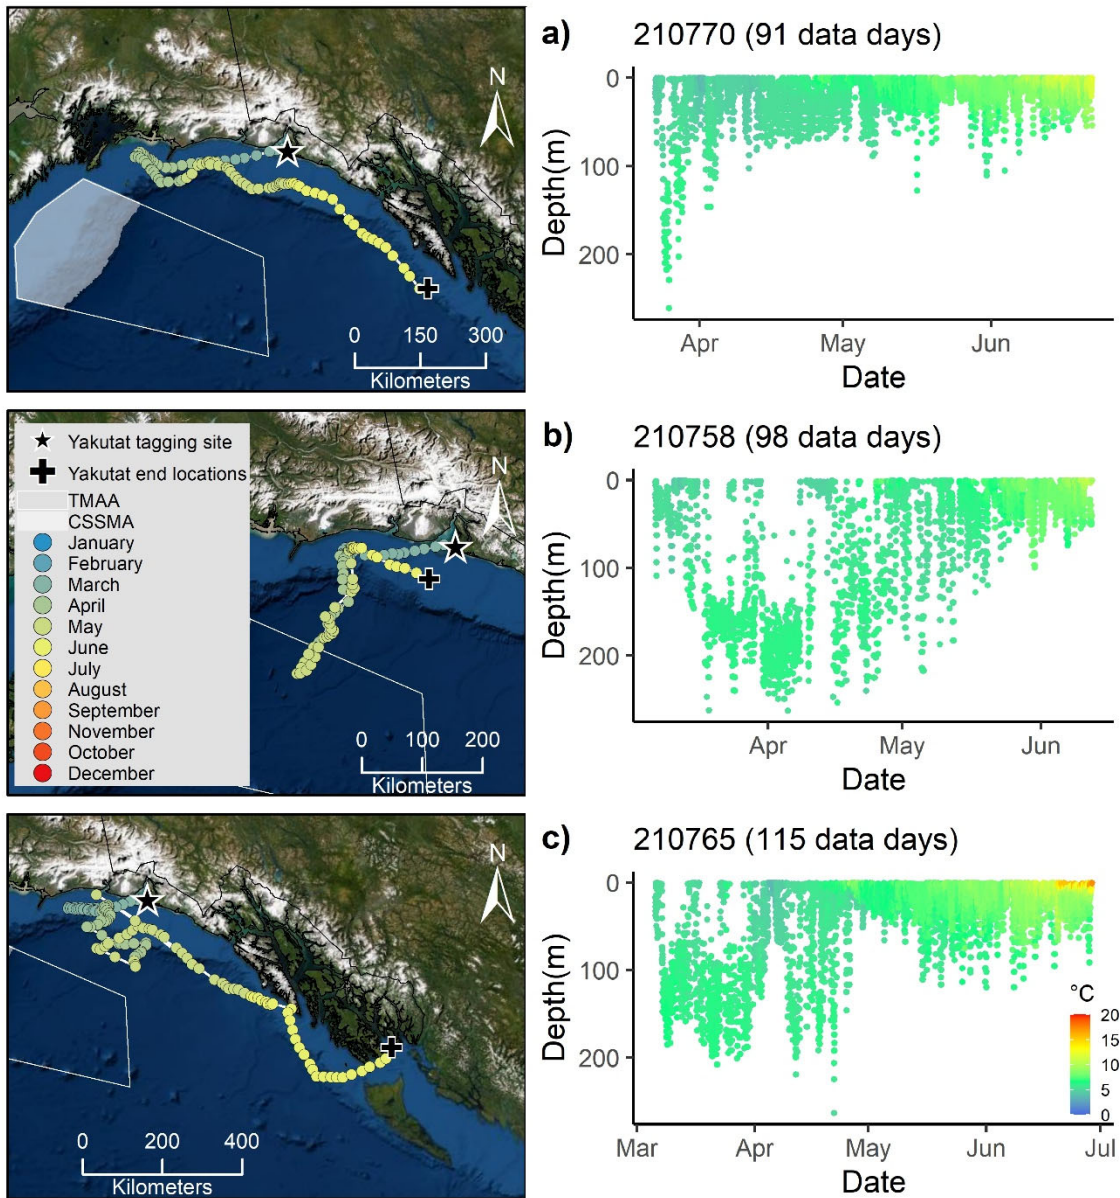 a)
210770 (91 data days)
N
0 150 300
Kilometers
0
100
200
Depth(m)
Apr May Jun
Date
b)
210758 (98 data days)
Yakutat tagging site
Yakutat end locations
TMAA
CSSMA
January
February
March
April
May
June
July
August
September
November
October
December
N
0 100 200
Kilometers
0
100
200
Depth(m)
Apr May Jun
Date
c)
210765 (115 data days)
N
0 200 400
Kilometers
0
100
200
Depth(m)
°C
20
15
10
5
0
Mar Apr May Jun Jul
Date